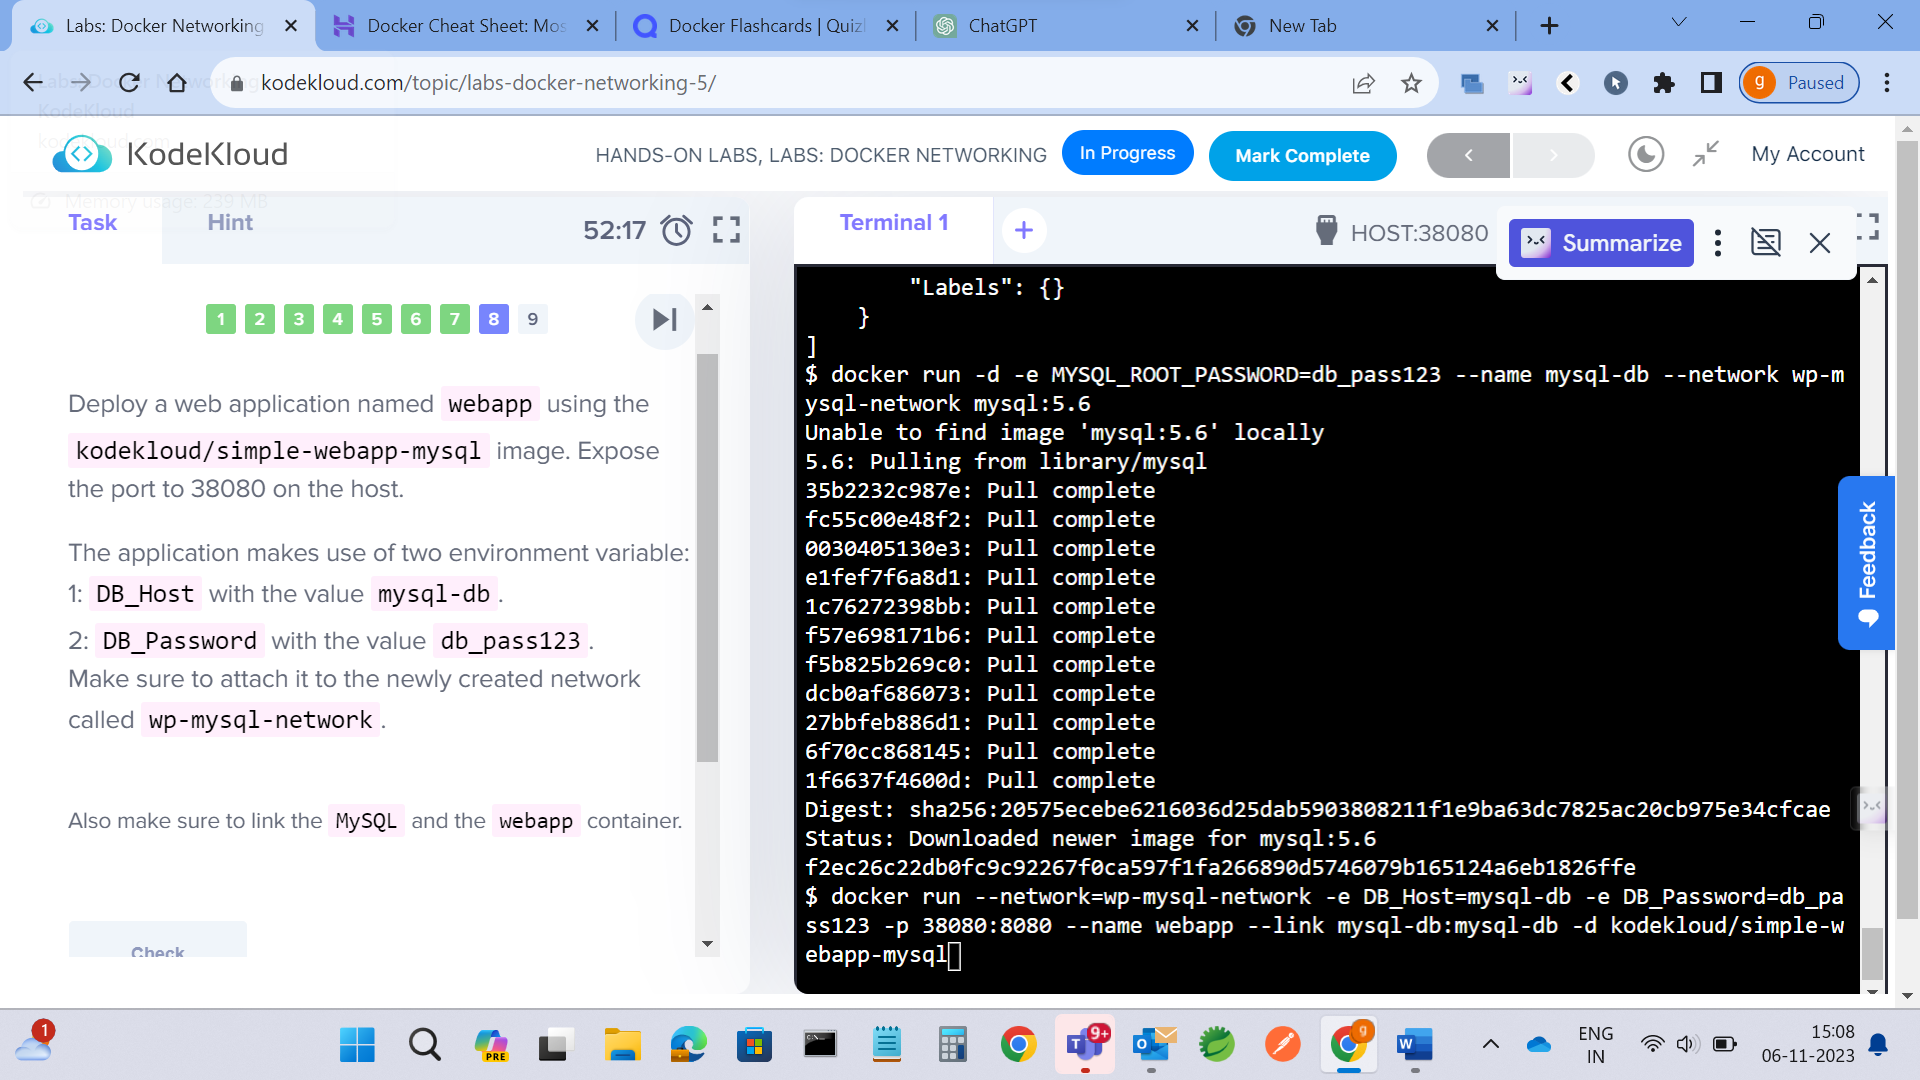 Labs: Docker Networking
Docker Cheat Sheet: Mos
Docker Flashcards | Quizl
ChatGPT
New Tab
kodekloud.com/topic/labs-docker-networking-5/
g Paused
KodeKloud
Memory usage: 239 MB
KodeKloud
HANDS-ON LABS, LABS: DOCKER NETWORKING
In Progress
Mark Complete
My Account
Task
Hint
52:17
Terminal 1
+
HOST:38080
Summarize
1 2 3 4 5 6 7 8 9
Deploy a web application named webapp using the
kodekloud/simple-webapp-mysql image. Expose
the port to 38080 on the host.
The application makes use of two environment variable:
1: DB_Host with the value mysql-db.
2: DB_Password with the value db_pass123.
Make sure to attach it to the newly created network
called wp-mysql-network.
Also make sure to link the MySQL and the webapp container.
Check
"Labels": {}
}
]
$ docker run -d -e MYSQL_ROOT_PASSWORD=db_pass123 --name mysql-db --network wp-m
ysql-network mysql:5.6
Unable to find image 'mysql:5.6' locally
5.6: Pulling from library/mysql
35b2232c987e: Pull complete
fc55c00e48f2: Pull complete
0030405130e3: Pull complete
e1fef7f6a8d1: Pull complete
1c76272398bb: Pull complete
f57e698171b6: Pull complete
f5b825b269c0: Pull complete
dcb0af686073: Pull complete
27bbfeb886d1: Pull complete
6f70cc868145: Pull complete
1f6637f4600d: Pull complete
Digest: sha256:20575ecebe6216036d25dab5903808211f1e9ba63dc7825ac20cb975e34cfcae
Status: Downloaded newer image for mysql:5.6
f2ec26c22db0fc9c92267f0ca597f1fa266890d5746079b165124a6eb1826ffe
$ docker run --network=wp-mysql-network -e DB_Host=mysql-db -e DB_Password=db_pa
ss123 -p 38080:8080 --name webapp --link mysql-db:mysql-db -d kodekloud/simple-w
ebapp-mysql
Feedback
1
PRE
9+
g
ENG
IN
15:08
06-11-2023